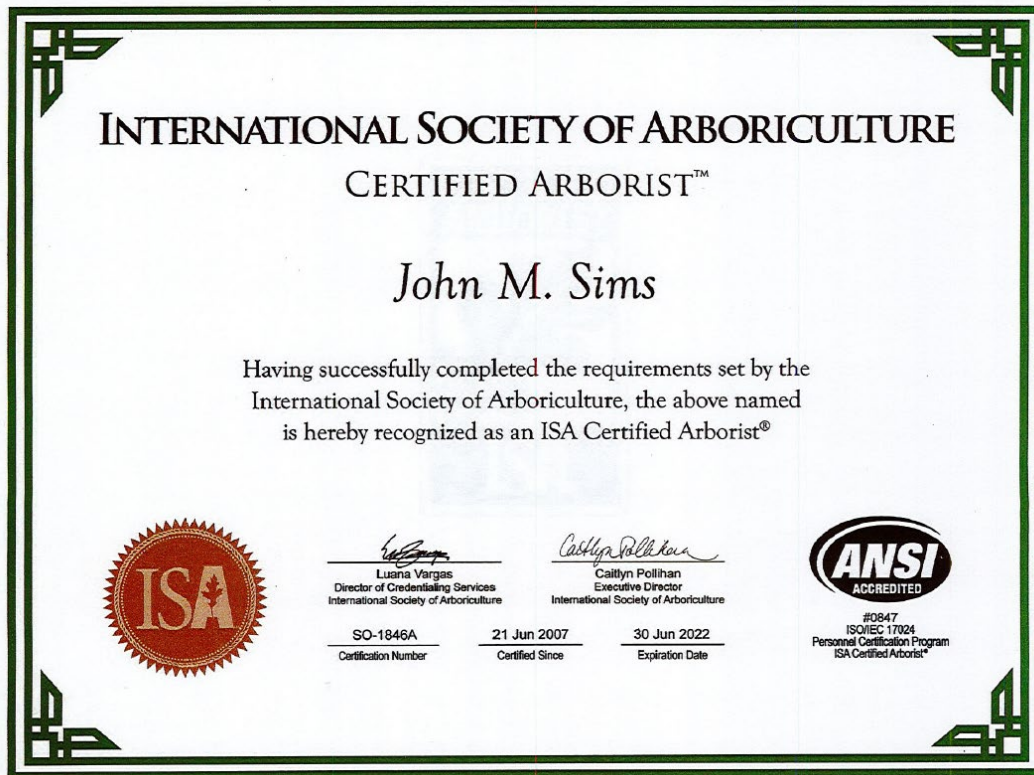 INTERNATIONAL SOCIETY OF ARBORICULTURE
CERTIFIED ARBORIST™
John M. Sims
Having successfully completed the requirements set by the
International Society of Arboriculture, the above named
is hereby recognized as an ISA Certified Arborist®
ISA
Luana Vargas
Director of Credentialing Services
International Society of Arboriculture
Caitlyn Pollihan
Caitlyn Pollihan
Executive Director
International Society of Arboriculture
SO-1846A
Certification Number
21 Jun 2007
Certified Since
30 Jun 2022
Expiration Date
ANSI
ACCREDITED
#0847
ISO/IEC 17024
Personnel Certification Program
ISA Certified Arborist®